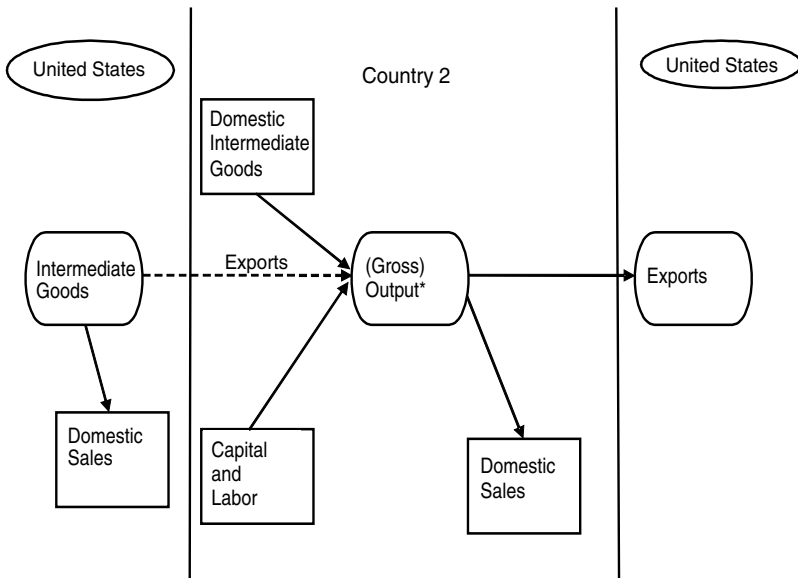 United States
Country 2
United States
Domestic
Intermediate
Goods
Intermediate
Goods
Exports
(Gross)
Output*
Exports
Domestic
Sales
Capital
and
Labor
Domestic
Sales